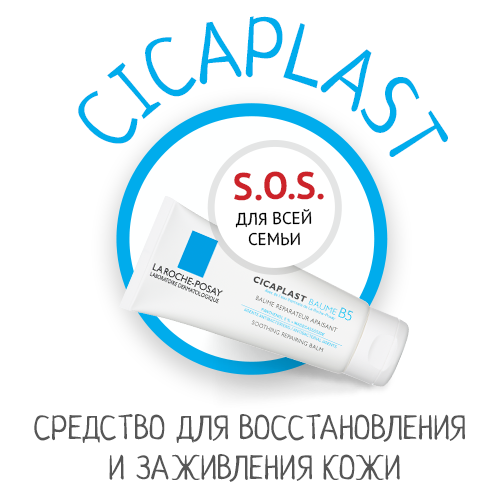 CICAPLAST
S.O.S.
ДЛЯ ВСЕЙ
СЕМЬИ
LA ROCHE-POSAY
LABORATOIRE DERMATOLOGIQUE
CICAPLAST BAUME B5
BAUME RÉPARATEUR APAISANT
SOOTHING REPAIRING BALM
СРЕДСТВО ДЛЯ ВОССТАНОВЛЕНИЯ
И ЗАЖИВЛЕНИЯ КОЖИ